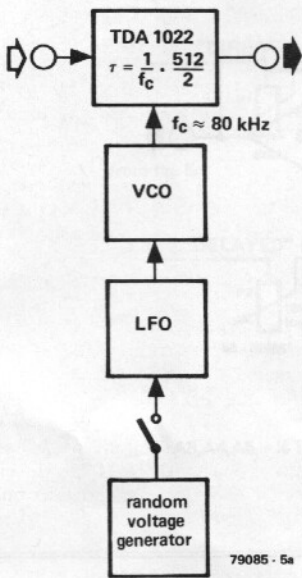 TDA 1022
τ = 1/fc · 512/2
fc ≈ 80 kHz
VCO
LFO
random
voltage
generator
79085 - 5a